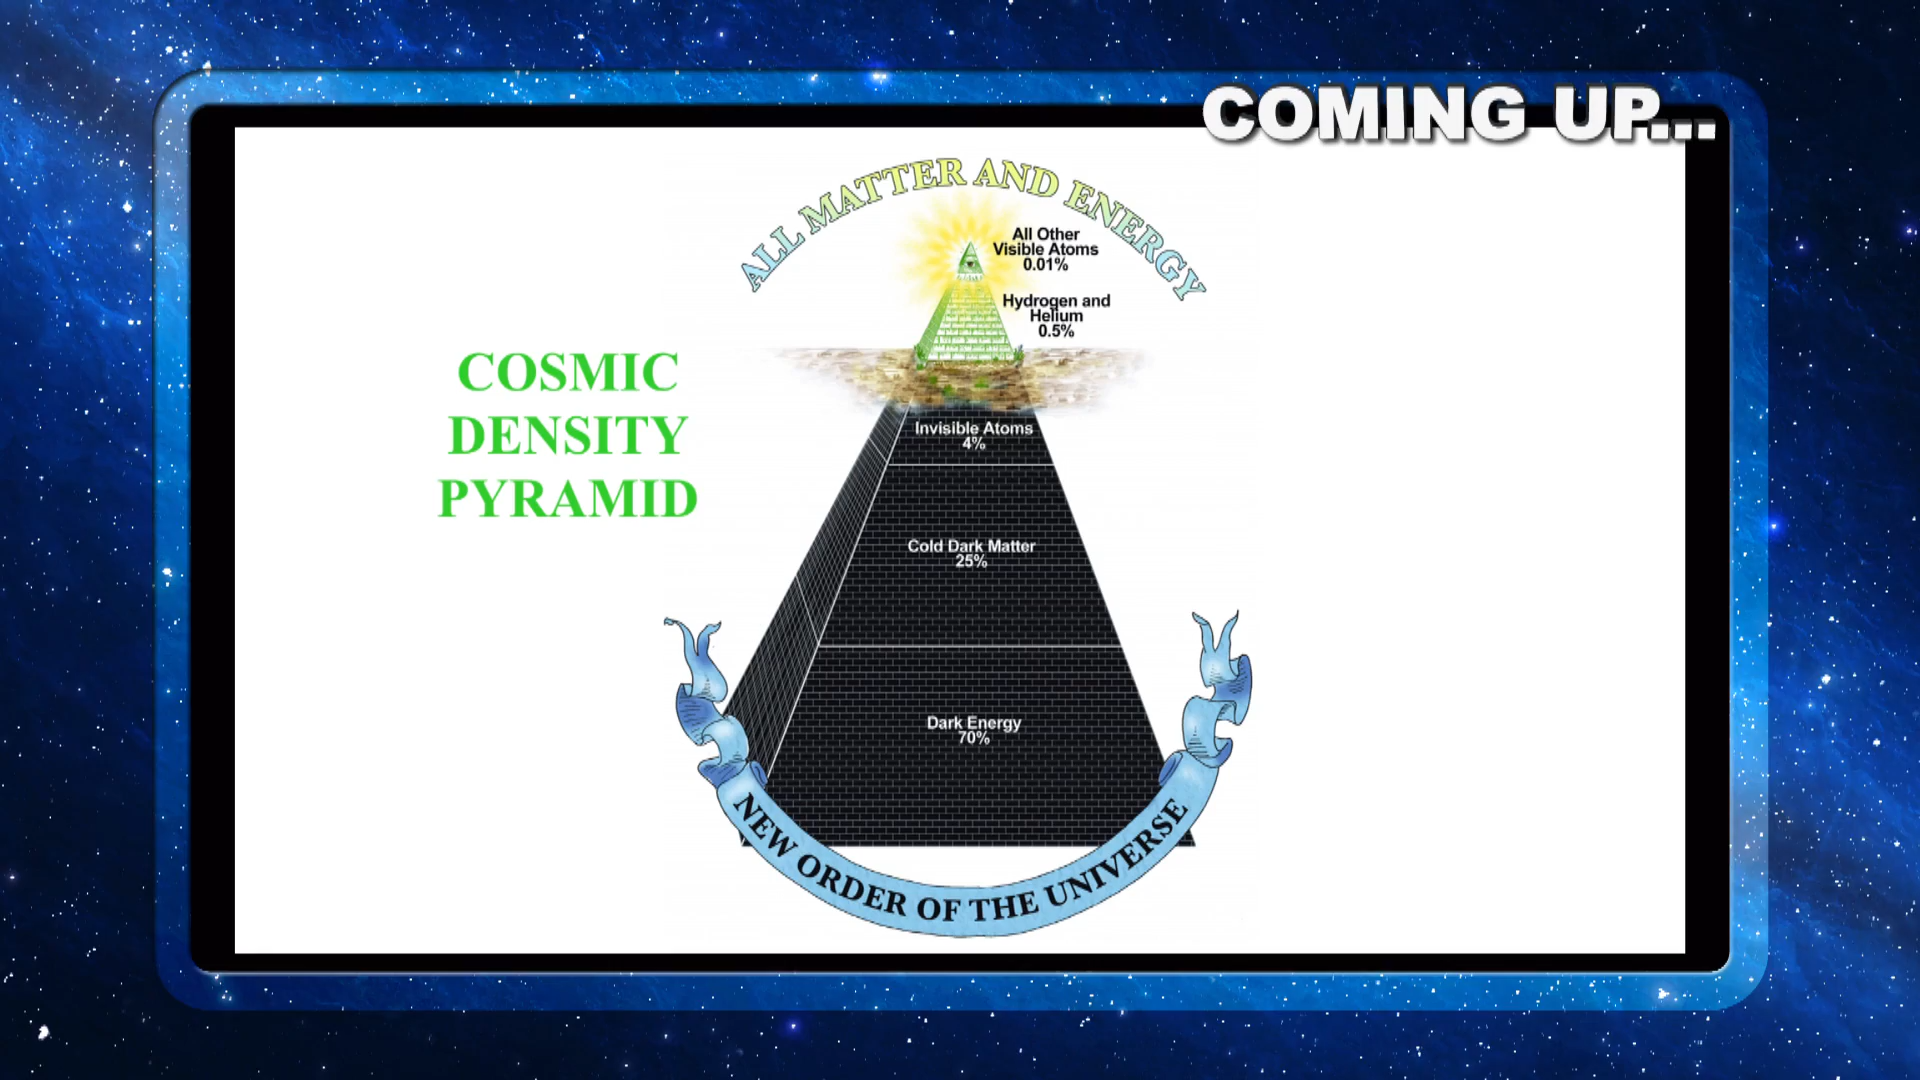 COMING UP...
ALL MATTER AND ENERGY
All Other
Visible Atoms
0.01%
Hydrogen and
Helium
0.5%
COSMIC
DENSITY
PYRAMID
Invisible Atoms
4%
Cold Dark Matter
25%
Dark Energy
70%
NEW ORDER OF THE UNIVERSE